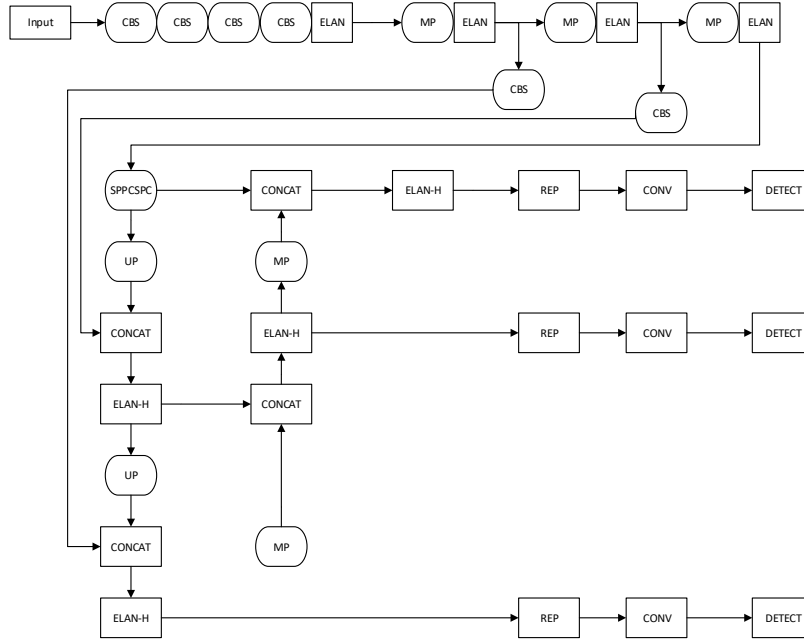 Input CBS CBS CBS CBS ELAN MP ELAN MP ELAN MP ELAN
CBS
CBS
SPPCSPC CONCAT ELAN-H REP CONV DETECT
UP MP
CONCAT ELAN-H REP CONV DETECT
ELAN-H CONCAT
UP
CONCAT MP
ELAN-H REP CONV DETECT